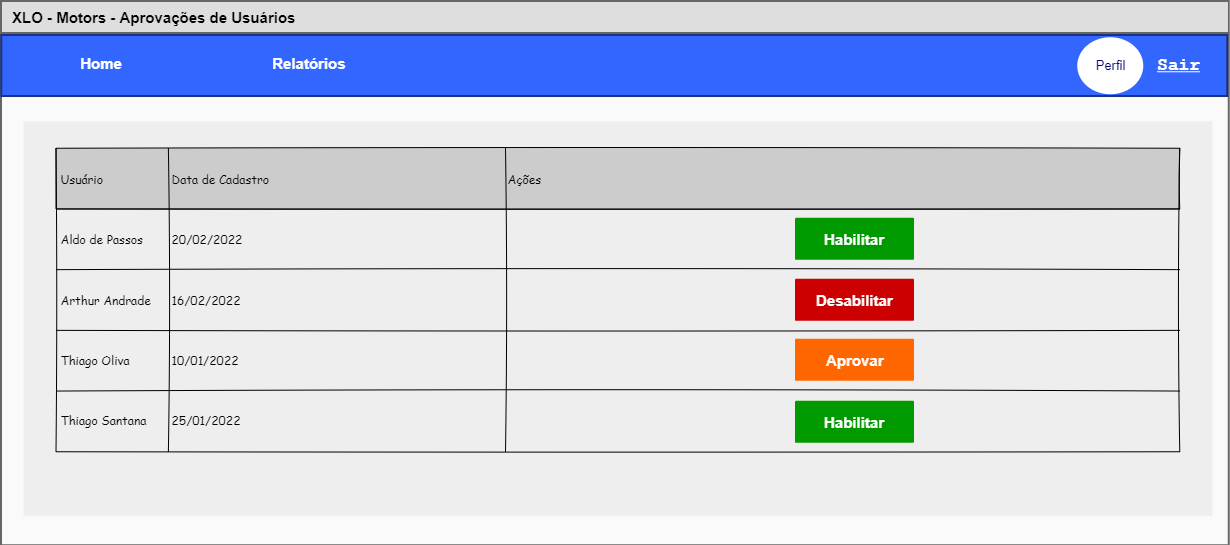 XLO - Motors - Aprovações de Usuários
Home Relatórios Perfil Sair
Usuário Data de Cadastro Ações
Aldo de Passos 20/02/2022 Habilitar
Arthur Andrade 16/02/2022 Desabilitar
Thiago Oliva 10/01/2022 Aprovar
Thiago Santana 25/01/2022 Habilitar